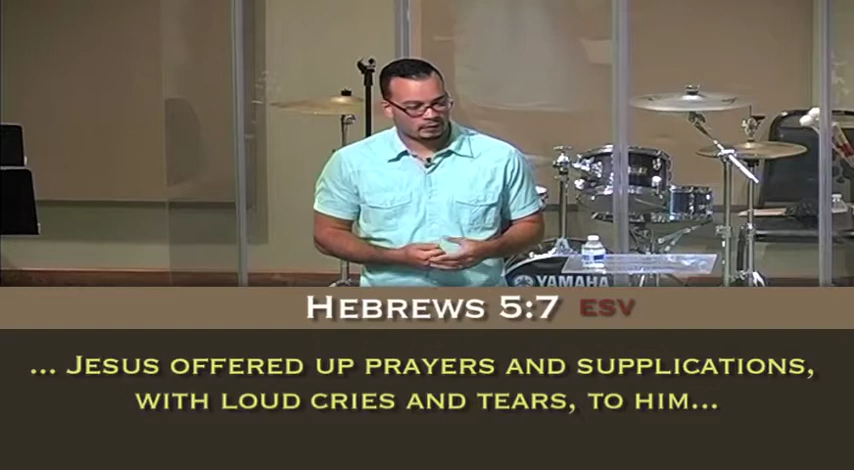 YAMAHA
HEBREWS 5:7 ESV
... JESUS OFFERED UP PRAYERS AND SUPPLICATIONS,
WITH LOUD CRIES AND TEARS, TO HIM...